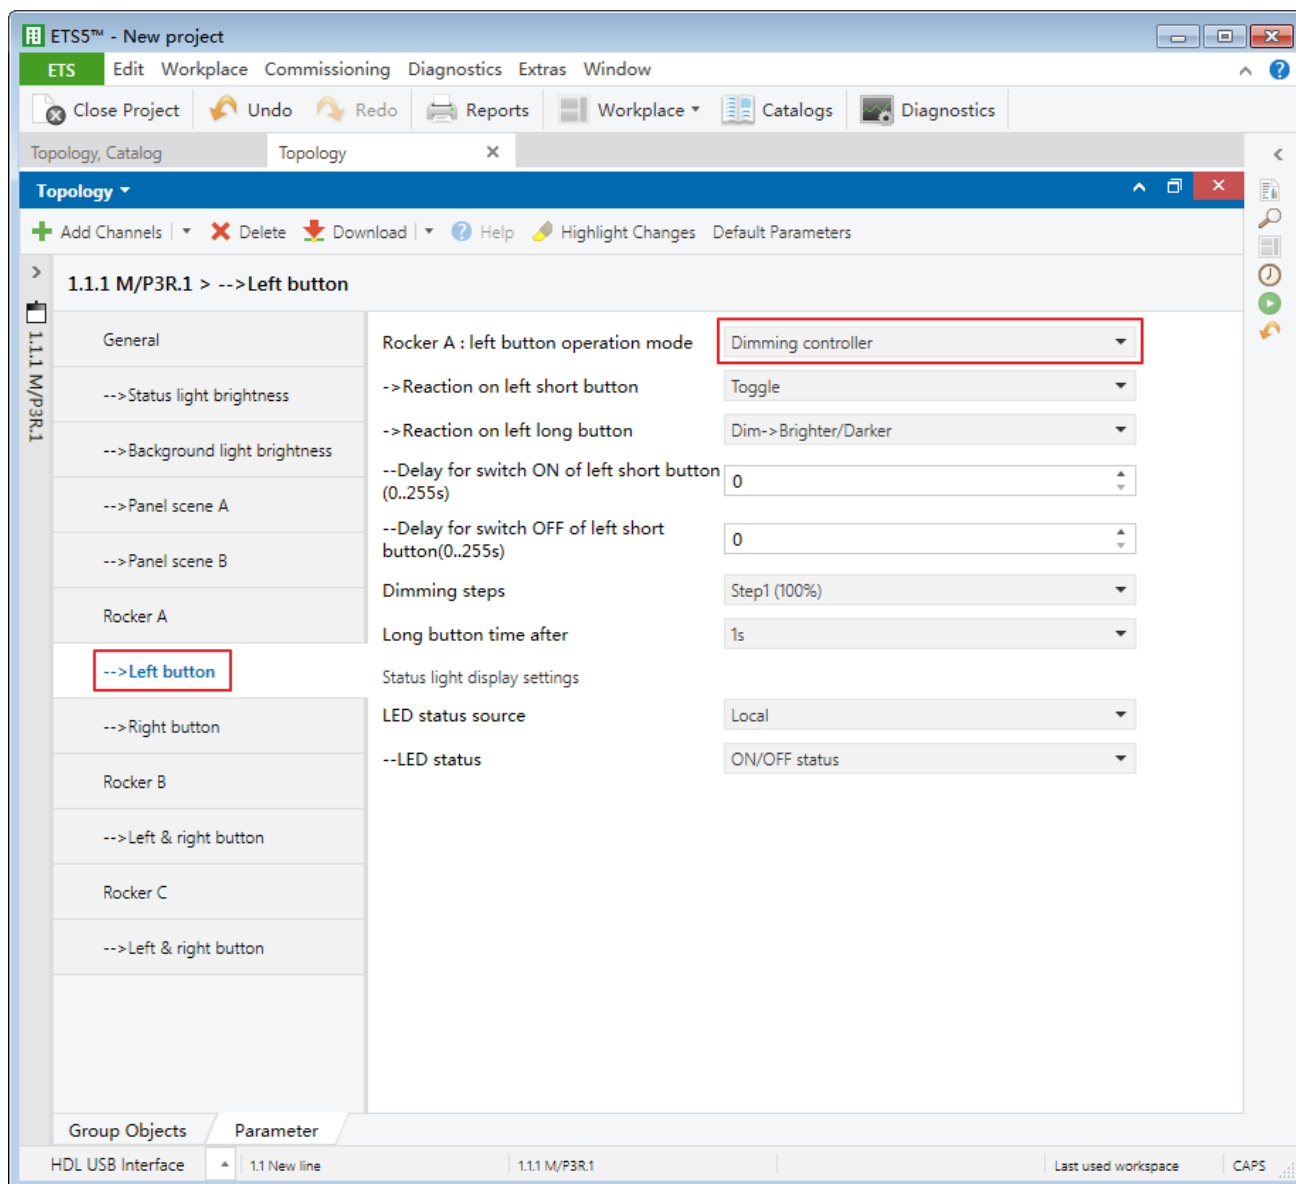 ETS5™ - New project
ETS Edit Workplace Commissioning Diagnostics Extras Window
Close Project Undo Redo Reports Workplace Catalogs Diagnostics
Topology, Catalog Topology
Topology
Add Channels Delete Download Help Highlight Changes Default Parameters
1.1.1 M/P3R.1 > -->Left button
1.1.1 M/P3R.1
General
-->Status light brightness
-->Background light brightness
-->Panel scene A
-->Panel scene B
Rocker A
-->Left button
-->Right button
Rocker B
-->Left & right button
Rocker C
-->Left & right button
Rocker A : left button operation mode Dimming controller
->Reaction on left short button Toggle
->Reaction on left long button Dim->Brighter/Darker
--Delay for switch ON of left short button
(0..255s) 0
--Delay for switch OFF of left short
button(0..255s) 0
Dimming steps Step1 (100%)
Long button time after 1s
Status light display settings
LED status source Local
--LED status ON/OFF status
Group Objects Parameter
HDL USB Interface 1.1 New line 1.1.1 M/P3R.1 Last used workspace CAPS